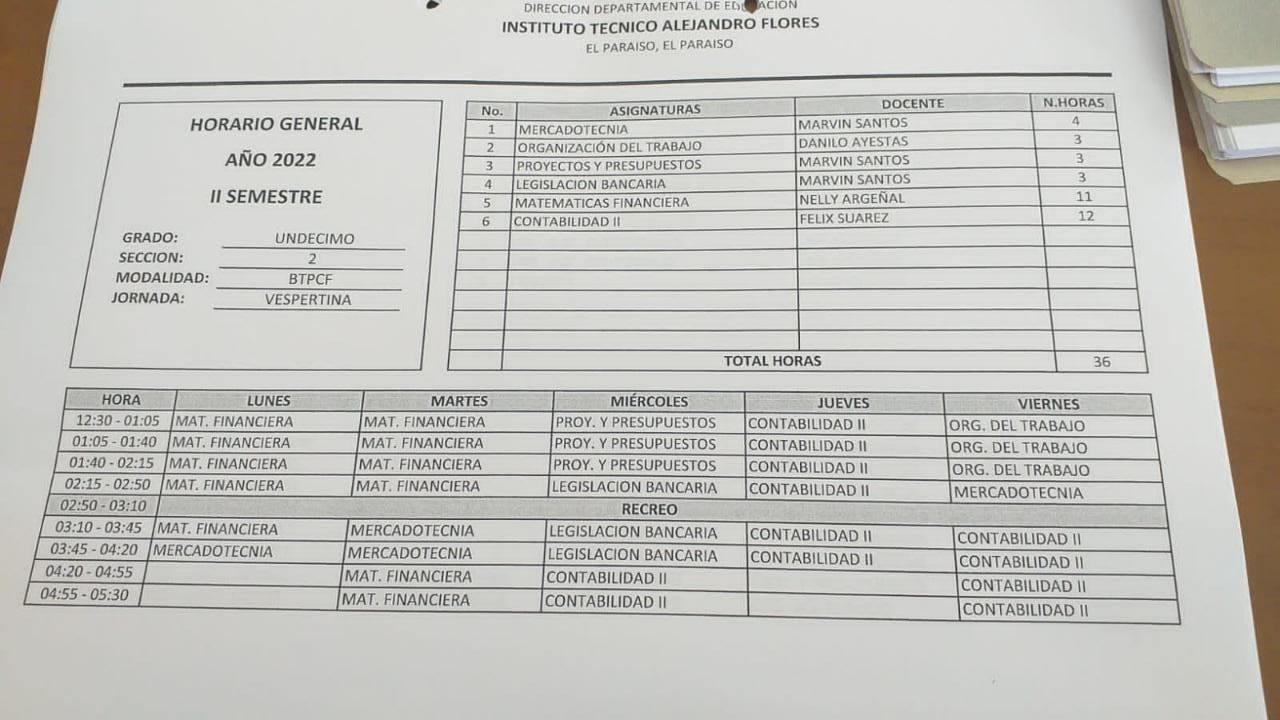 DIRECCION DEPARTAMENTAL DE EDUCACION
INSTITUTO TECNICO ALEJANDRO FLORES
EL PARAISO, EL PARAISO
HORARIO GENERAL
AÑO 2022
II SEMESTRE
GRADO: UNDECIMO
SECCION: 2
MODALIDAD: BTPCF
JORNADA: VESPERTINA
No. ASIGNATURAS DOCENTE N.HORAS
1 MERCADOTECNIA MARVIN SANTOS 4
2 ORGANIZACIÓN DEL TRABAJO DANILO AYESTAS 3
3 PROYECTOS Y PRESUPUESTOS MARVIN SANTOS 3
4 LEGISLACION BANCARIA MARVIN SANTOS 3
5 MATEMATICAS FINANCIERA NELLY ARGEÑAL 11
6 CONTABILIDAD II FELIX SUAREZ 12
TOTAL HORAS 36
HORA LUNES MARTES MIÉRCOLES JUEVES VIERNES
12:30 - 01:05 MAT. FINANCIERA MAT. FINANCIERA PROY. Y PRESUPUESTOS CONTABILIDAD II ORG. DEL TRABAJO
01:05 - 01:40 MAT. FINANCIERA MAT. FINANCIERA PROY. Y PRESUPUESTOS CONTABILIDAD II ORG. DEL TRABAJO
01:40 - 02:15 MAT. FINANCIERA MAT. FINANCIERA PROY. Y PRESUPUESTOS CONTABILIDAD II ORG. DEL TRABAJO
02:15 - 02:50 MAT. FINANCIERA MAT. FINANCIERA LEGISLACION BANCARIA CONTABILIDAD II MERCADOTECNIA
02:50 - 03:10 RECREO
03:10 - 03:45 MAT. FINANCIERA MERCADOTECNIA LEGISLACION BANCARIA CONTABILIDAD II CONTABILIDAD II
03:45 - 04:20 MERCADOTECNIA MERCADOTECNIA LEGISLACION BANCARIA CONTABILIDAD II CONTABILIDAD II
04:20 - 04:55 MAT. FINANCIERA CONTABILIDAD II CONTABILIDAD II
04:55 - 05:30 MAT. FINANCIERA CONTABILIDAD II CONTABILIDAD II